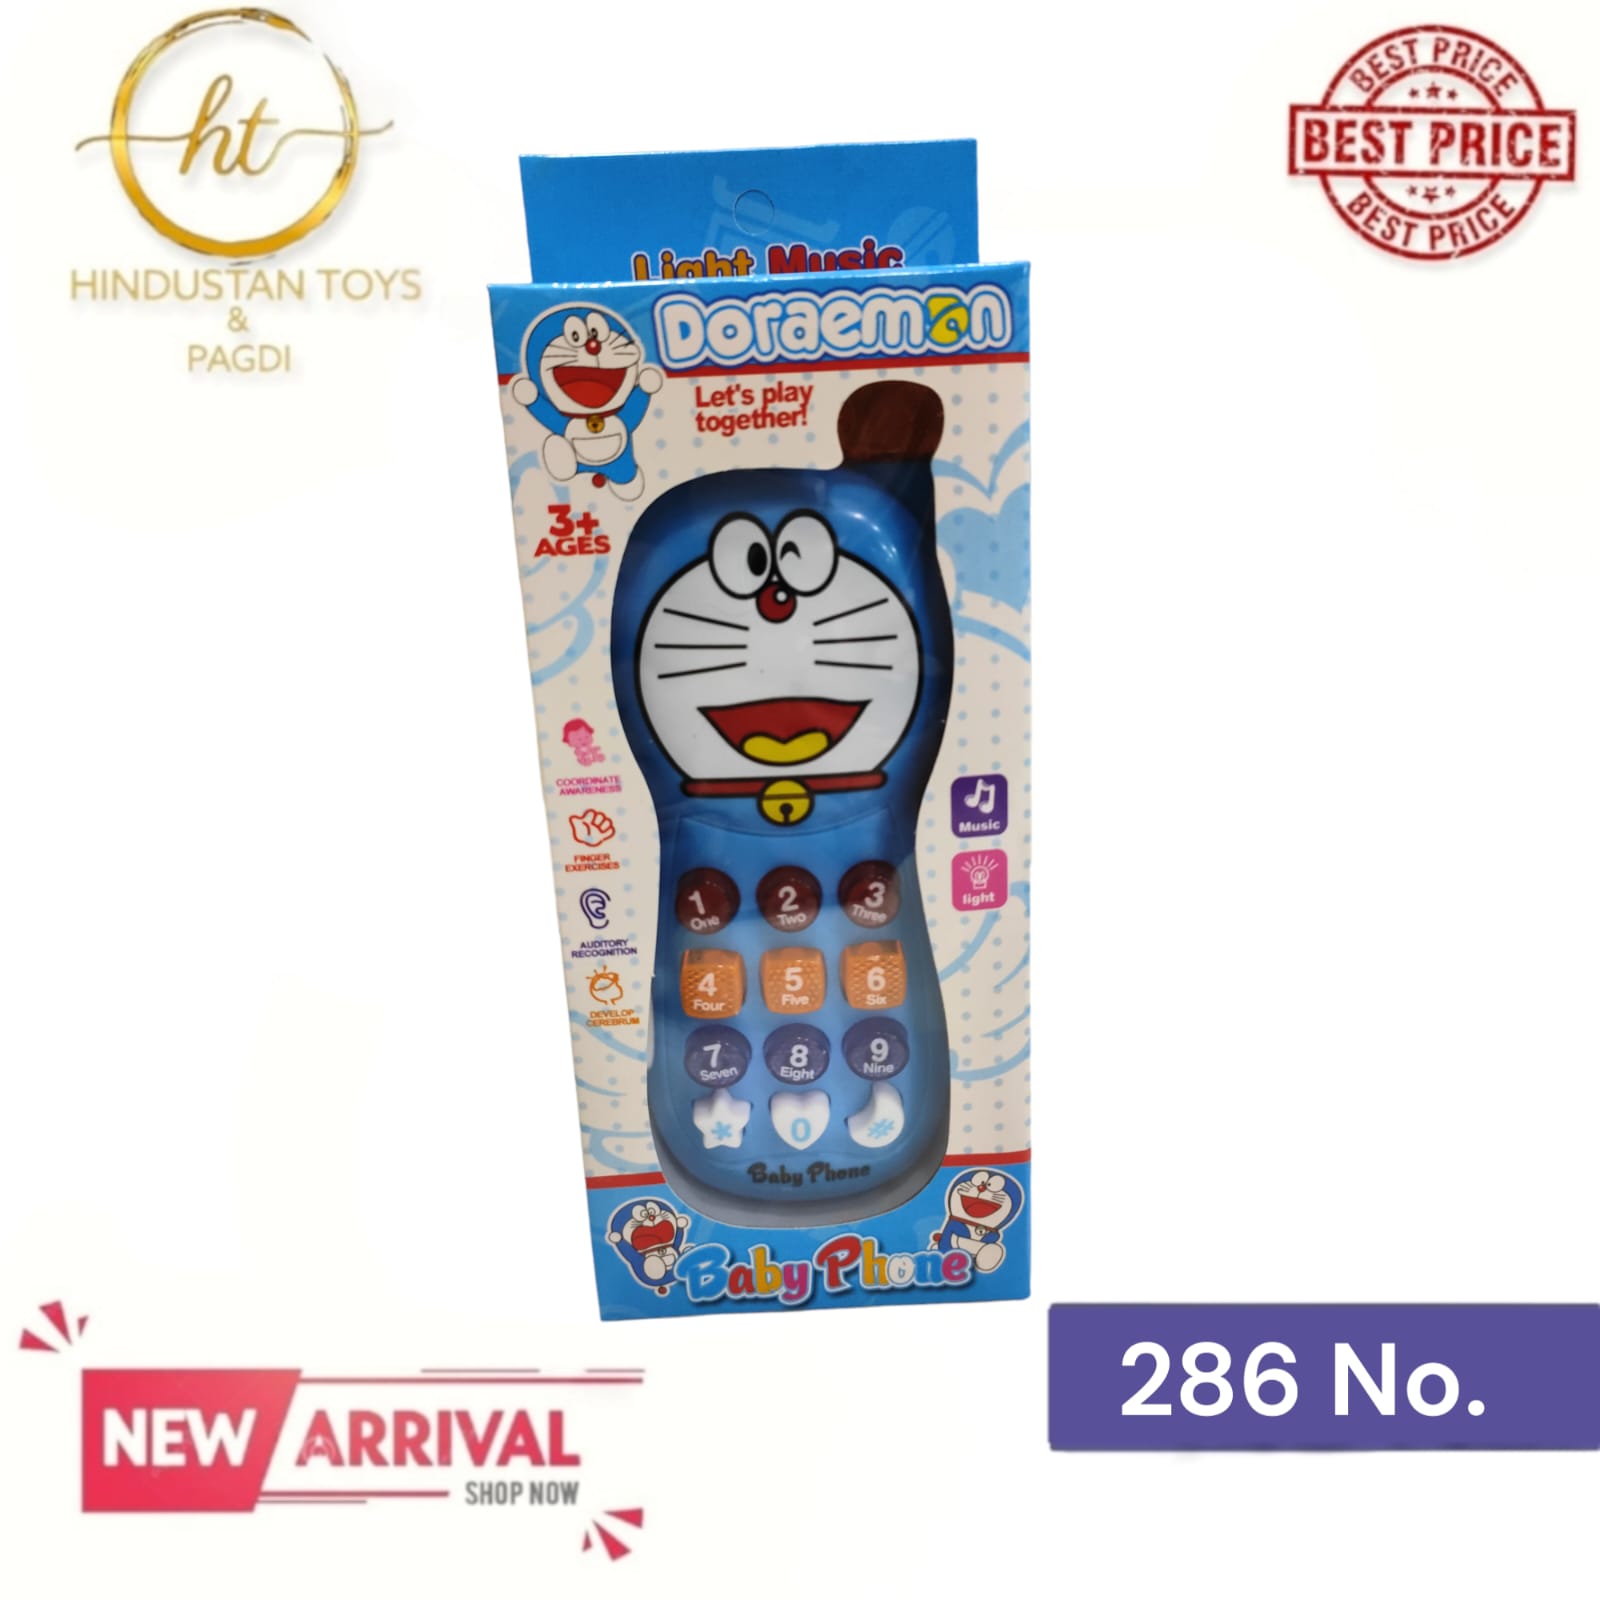 ht
HINDUSTAN TOYS
&
PAGDI
BEST PRICE
BEST PRICE
BEST PRICE
Light Music
Doraemon
Let's play
together!
3+
AGES
COORDINATE
AWARENESS
FINGER
EXERCISES
AUDITORY
RECOGNITION
DEVELOP
CEREBRUM
Music
light
1 2 3
One Two Three
4 5 6
Four Five Six
7 8 9
Seven Eight Nine
* 0 #
Baby Phone
Baby Phone
NEW ARRIVAL
SHOP NOW
286 No.